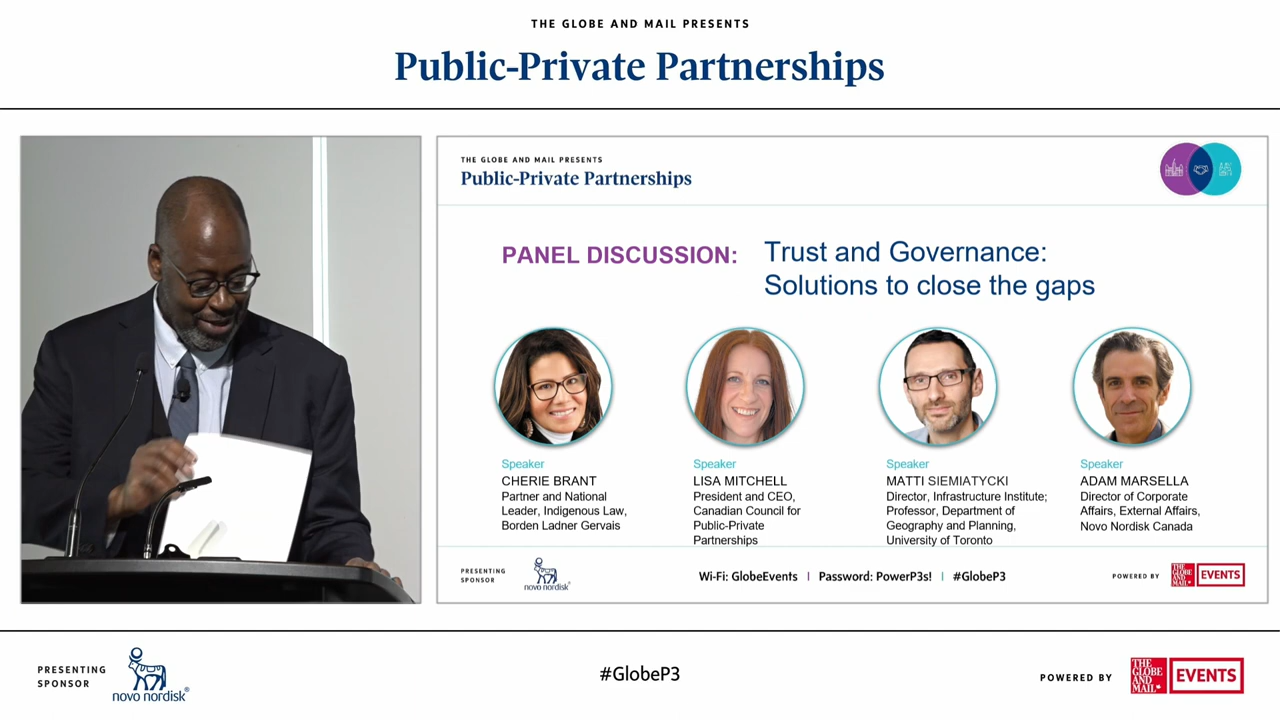 THE GLOBE AND MAIL PRESENTS
Public-Private Partnerships
THE GLOBE AND MAIL PRESENTS
Public-Private Partnerships
PANEL DISCUSSION:
Trust and Governance:
Solutions to close the gaps
Speaker
CHERIE BRANT
Partner and National
Leader, Indigenous Law,
Borden Ladner Gervais
Speaker
LISA MITCHELL
President and CEO,
Canadian Council for
Public-Private
Partnerships
Speaker
MATTI SIEMIATYCKI
Director, Infrastructure Institute;
Professor, Department of
Geography and Planning,
University of Toronto
Speaker
ADAM MARSELLA
Director of Corporate
Affairs, External Affairs,
Novo Nordisk Canada
PRESENTING
SPONSOR
novo nordisk®
Wi-Fi: GlobeEvents | Password: PowerP3s! | #GlobeP3
POWERED BY
THE
GLOBE
AND
MAIL
EVENTS
PRESENTING
SPONSOR
novo nordisk®
#GlobeP3
POWERED BY
THE
GLOBE
AND
MAIL
EVENTS